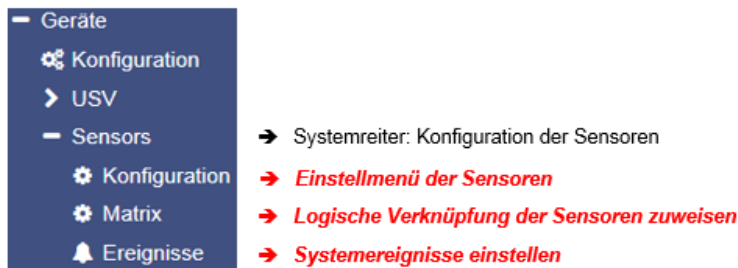 Geräte
Konfiguration
USV
Sensors ➔ Systemreiter: Konfiguration der Sensoren
Konfiguration ➔ Einstellmenü der Sensoren
Matrix ➔ Logische Verknüpfung der Sensoren zuweisen
Ereignisse ➔ Systemereignisse einstellen